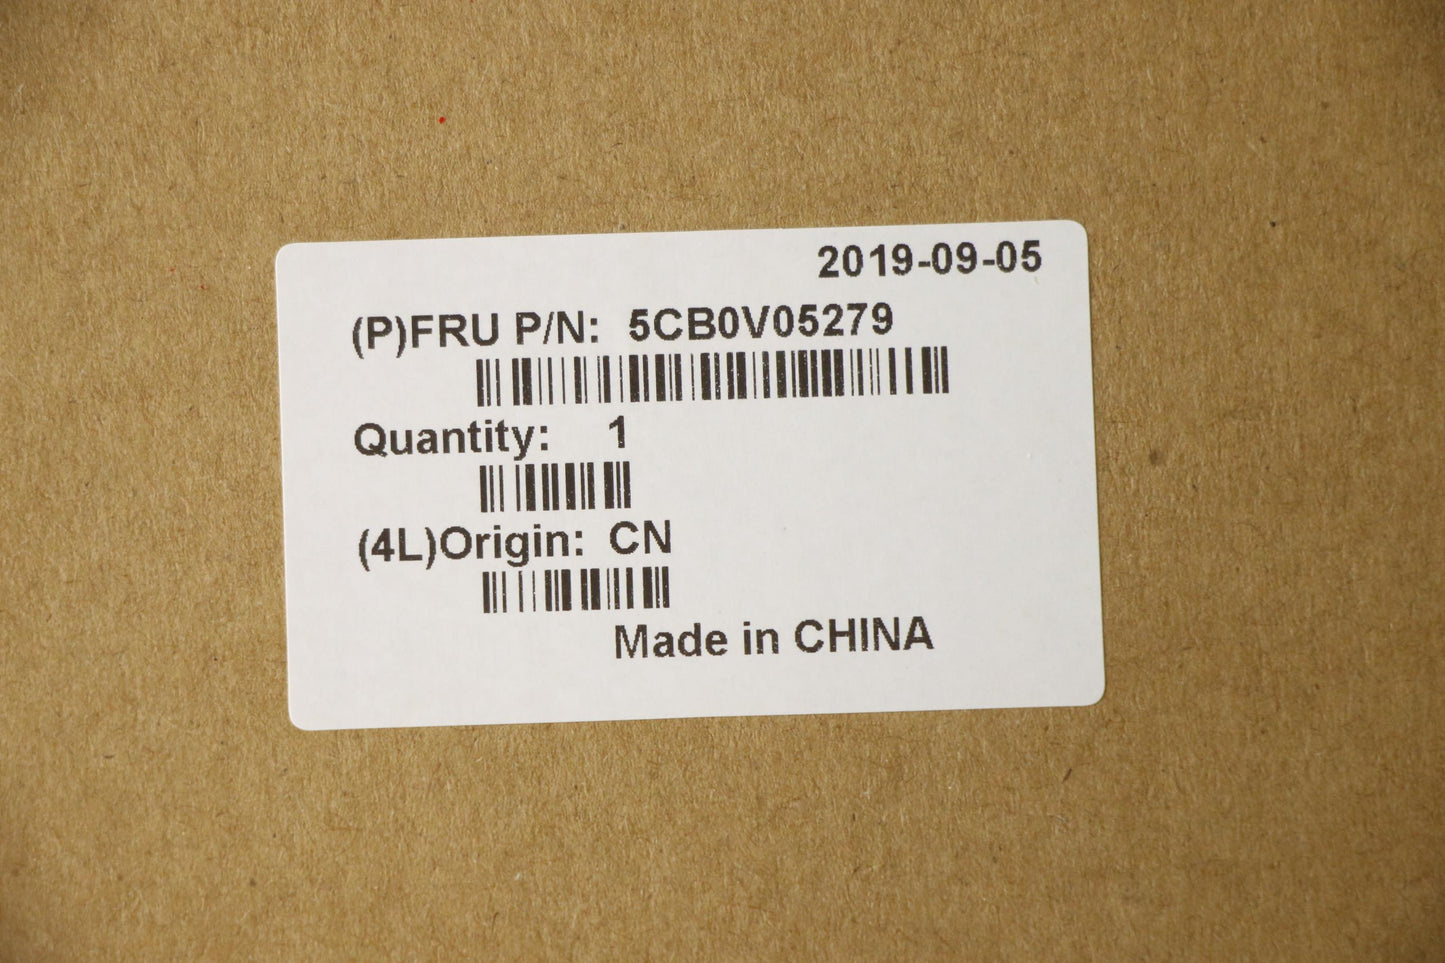 2019-09-05
(P)FRU P/N: 5CB0V05279
Quantity: 1
(4L)Origin: CN
Made in CHINA